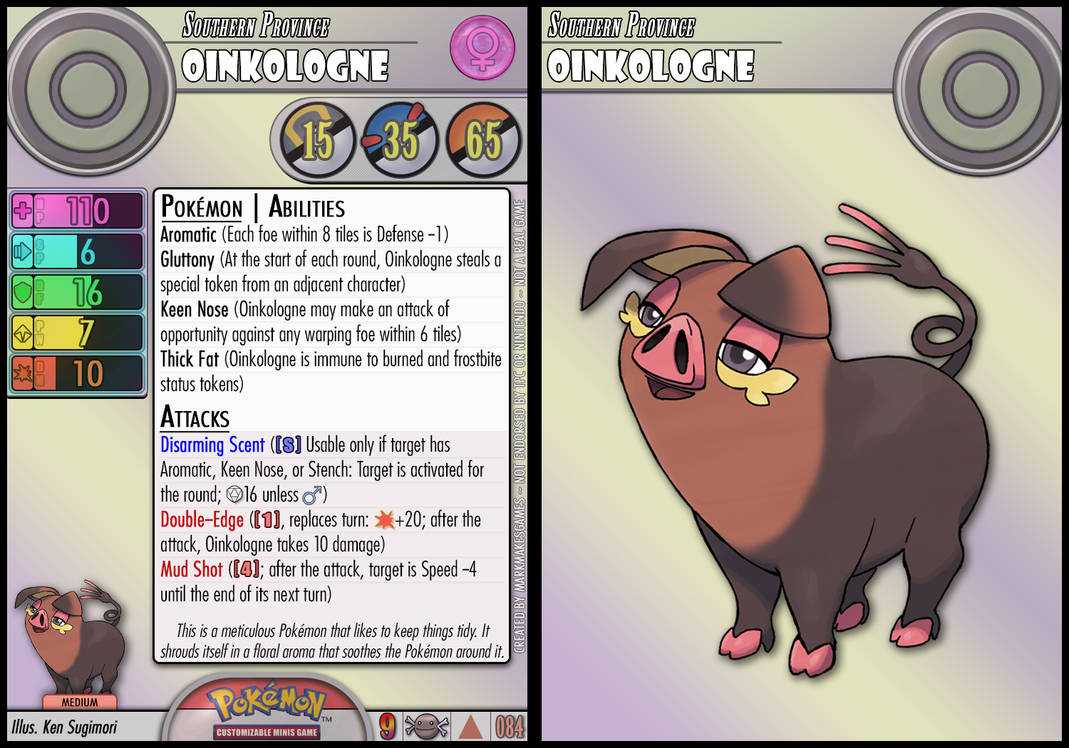 Southern Province
OINKOLOGNE
15 35 65
110
6
16
7
10
Pokémon | Abilities
Aromatic (Each foe within 8 tiles is Defense –1)
Gluttony (At the start of each round, Oinkologne steals a
special token from an adjacent character)
Keen Nose (Oinkologne may make an attack of
opportunity against any warping foe within 6 tiles)
Thick Fat (Oinkologne is immune to burned and frostbite
status tokens)
Attacks
Disarming Scent ([S] Usable only if target has
Aromatic, Keen Nose, or Stench: Target is activated for
the round; 16 unless ♂)
Double–Edge ([1], replaces turn: +20; after the
attack, Oinkologne takes 10 damage)
Mud Shot ([4]; after the attack, target is Speed –4
until the end of its next turn)
This is a meticulous Pokémon that likes to keep things tidy. It
shrouds itself in a floral aroma that soothes the Pokémon around it.
CREATED BY MARKMAKESGAMES ~ NOT ENDORSED BY TPC OR NINTENDO ~ NOT A REAL GAME
MEDIUM
Illus. Ken Sugimori
POKéMON™
CUSTOMIZABLE MINIS GAME
9
084
Southern Province
OINKOLOGNE